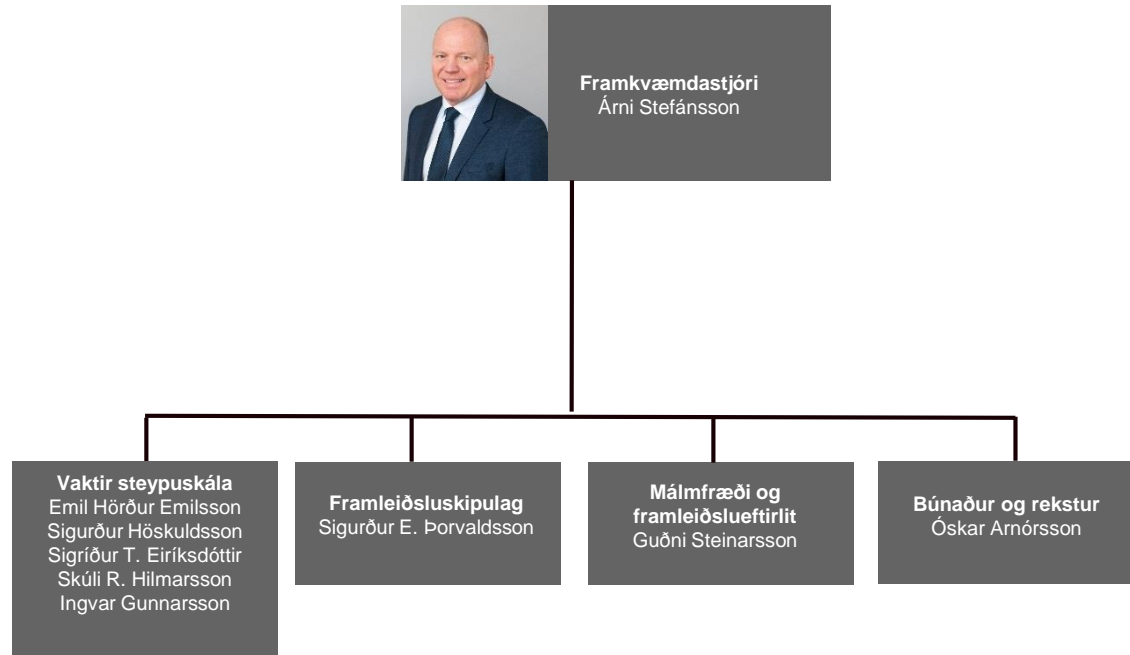 Framkvæmdastjóri
Árni Stefánsson
Vaktir steypuskála
Emil Hörður Emilsson
Sigurður Höskuldsson
Sigríður T. Eiríksdóttir
Skúli R. Hilmarsson
Ingvar Gunnarsson
Framleiðsluskipulag
Sigurður E. Þorvaldsson
Málmfræði og
framleiðslueftirlit
Guðni Steinarsson
Búnaður og rekstur
Óskar Arnórsson